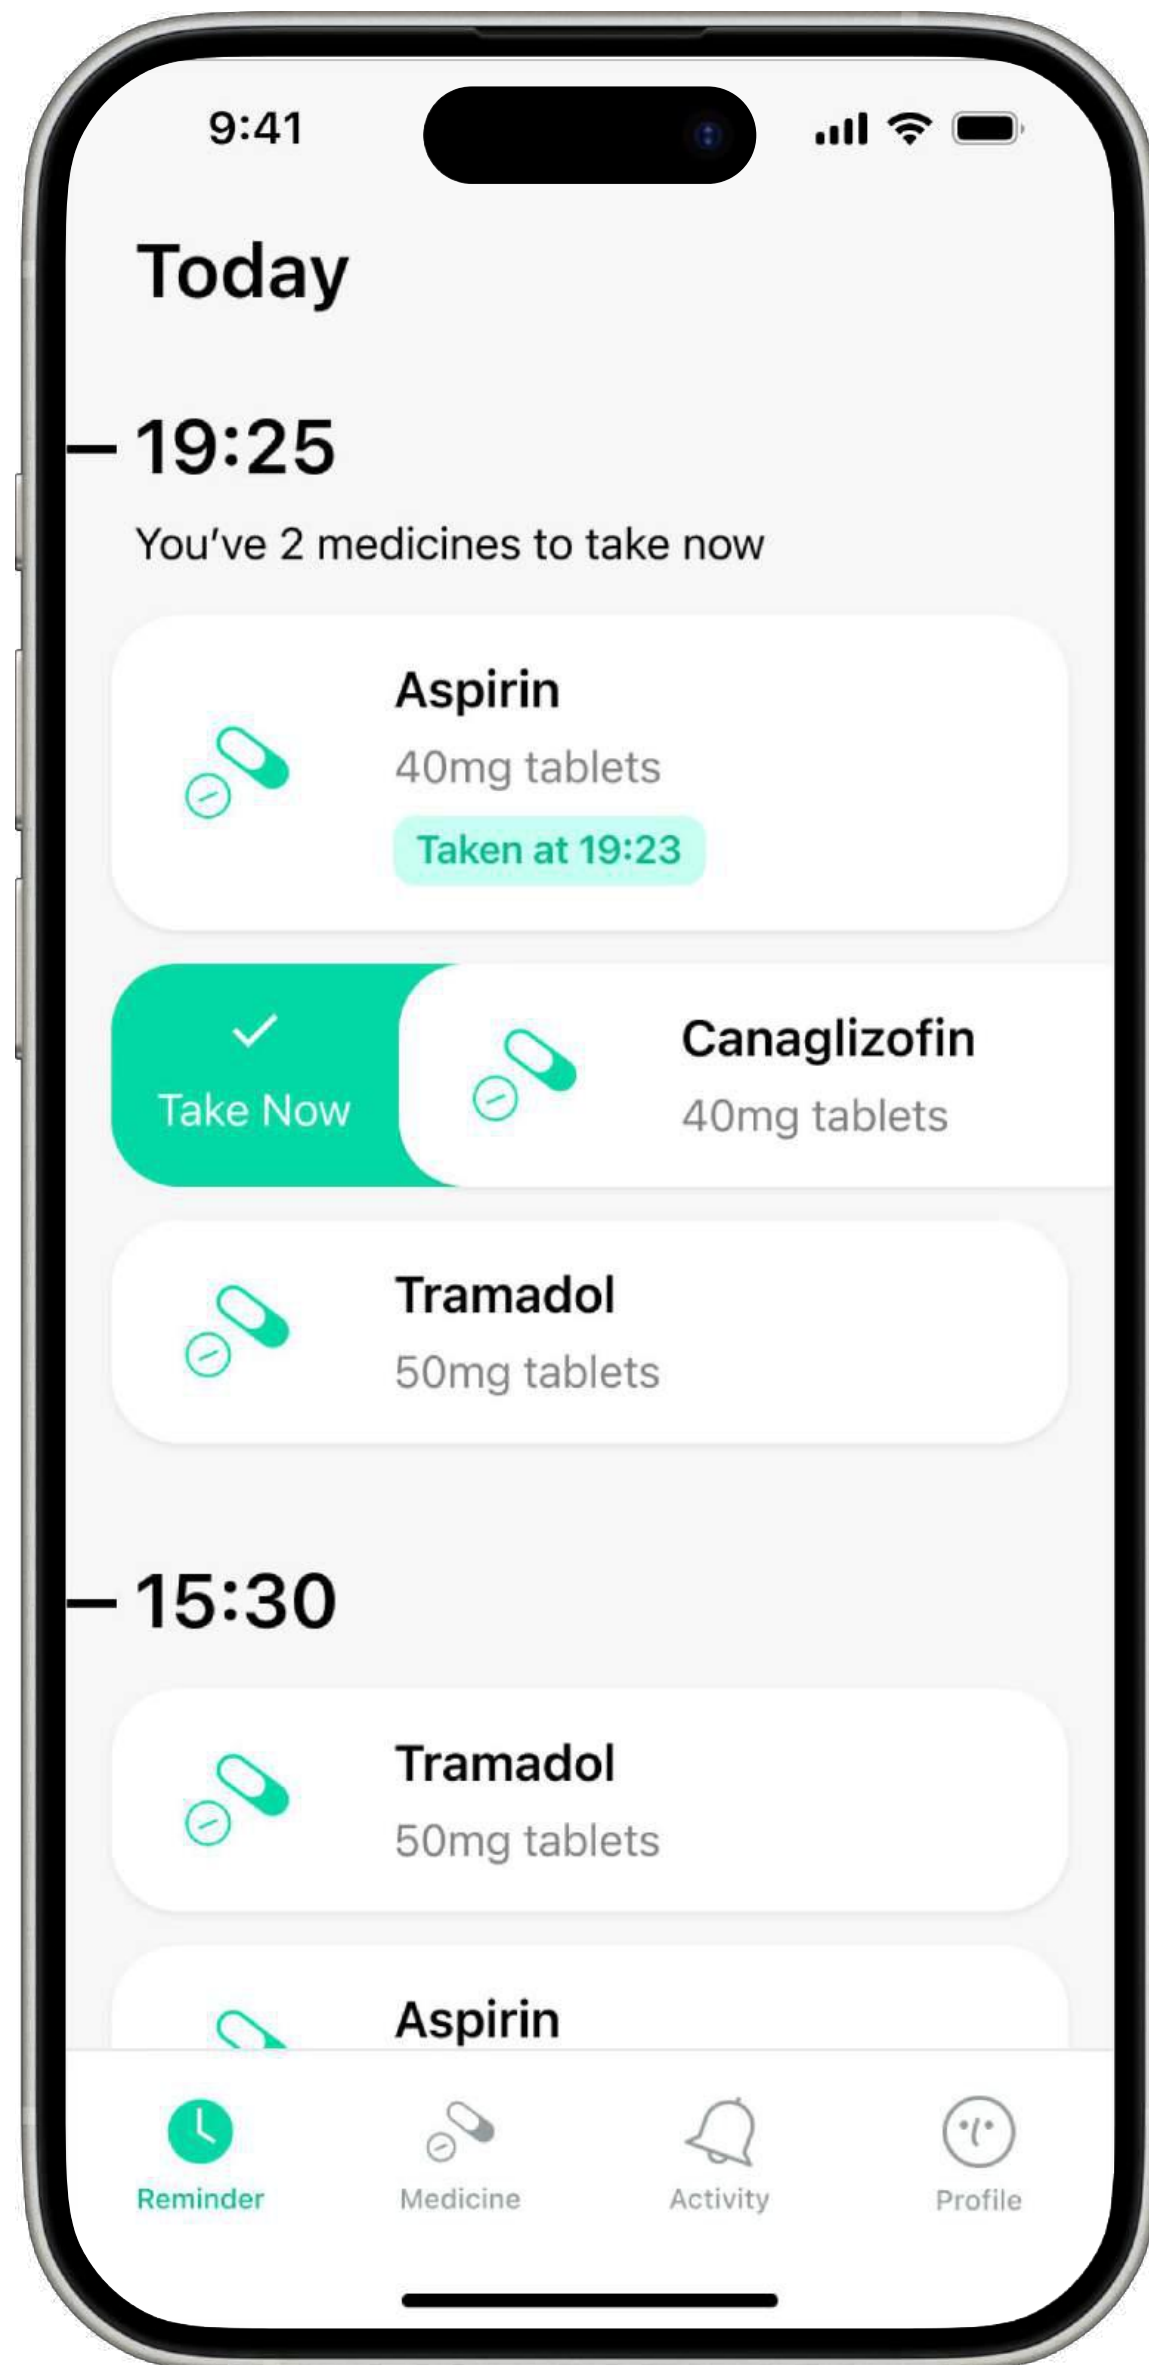 9:41
Today
19:25
You've 2 medicines to take now
Aspirin
40mg tablets
Taken at 19:23
Take Now
Canaglizofin
40mg tablets
Tramadol
50mg tablets
15:30
Tramadol
50mg tablets
Aspirin
Reminder
Medicine
Activity
Profile